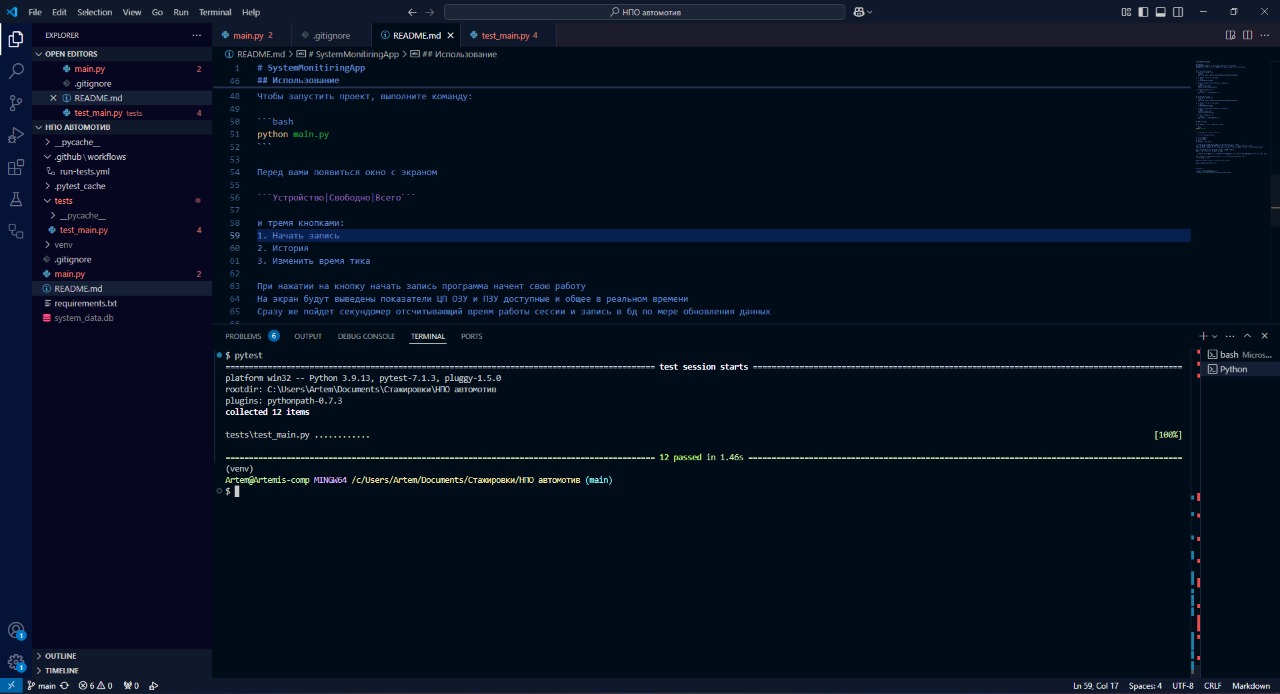 File Edit Selection View Go Run Terminal Help
НПО автомотив
EXPLORER
OPEN EDITORS
main.py 2
.gitignore
README.md
test_main.py tests 4
НПО АВТОМОТИВ
__pycache__
.github\workflows
run-tests.yml
.pytest_cache
tests
__pycache__
test_main.py 4
venv
.gitignore
main.py 2
README.md
requirements.txt
system_data.db
OUTLINE
TIMELINE
main.py 2 .gitignore README.md test_main.py 4
README.md > # SystemMonitiringApp > ## Использование
1 # SystemMonitiringApp
46 ## Использование
48 Чтобы запустить проект, выполните команду:
49
50 ```bash
51 python main.py
52 ```
53
54 Перед вами появиться окно с экраном
55
56 ```Устройство|Свободно|Всего```
57
58 и тремя кнопками:
59 1. Начать запись
60 2. История
61 3. Изменить время тика
62
63 При нажатии на кнопку начать запись программа начент свою работу
64 На экран будут выведены показатели ЦП ОЗУ и ПЗУ доступные и общее в реальном времени
65 Сразу же пойдет секундомер отсчитывающий вреям работы сессии и запись в бд по мере обновления данных
66
PROBLEMS 6 OUTPUT DEBUG CONSOLE TERMINAL PORTS
$ pytest
test session starts
platform win32 -- Python 3.9.13, pytest-7.1.3, pluggy-1.5.0
rootdir: C:\Users\Artem\Documents\Стажировки\НПО автомотив
plugins: pythonpath-0.7.3
collected 12 items
tests\test_main.py ............ [100%]
12 passed in 1.46s
(venv)
Artem@Artemis-comp MINGW64 /c/Users/Artem/Documents/Стажировки/НПО автомотив (main)
$
bash Micros...
Python
1
1
main 6 0 0
Ln 59, Col 17 Spaces: 4 UTF-8 CRLF Markdown